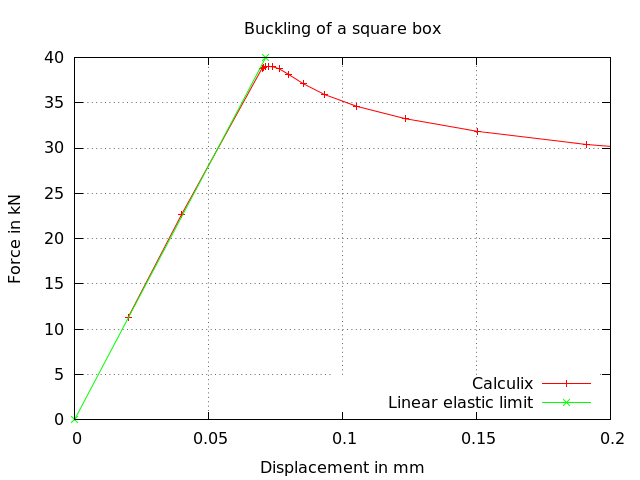 Buckling of a square box
40
35
30
25
20
15
10
5
0
Force in kN
Calculix
Linear elastic limit
0 0.05 0.1 0.15 0.2
Displacement in mm